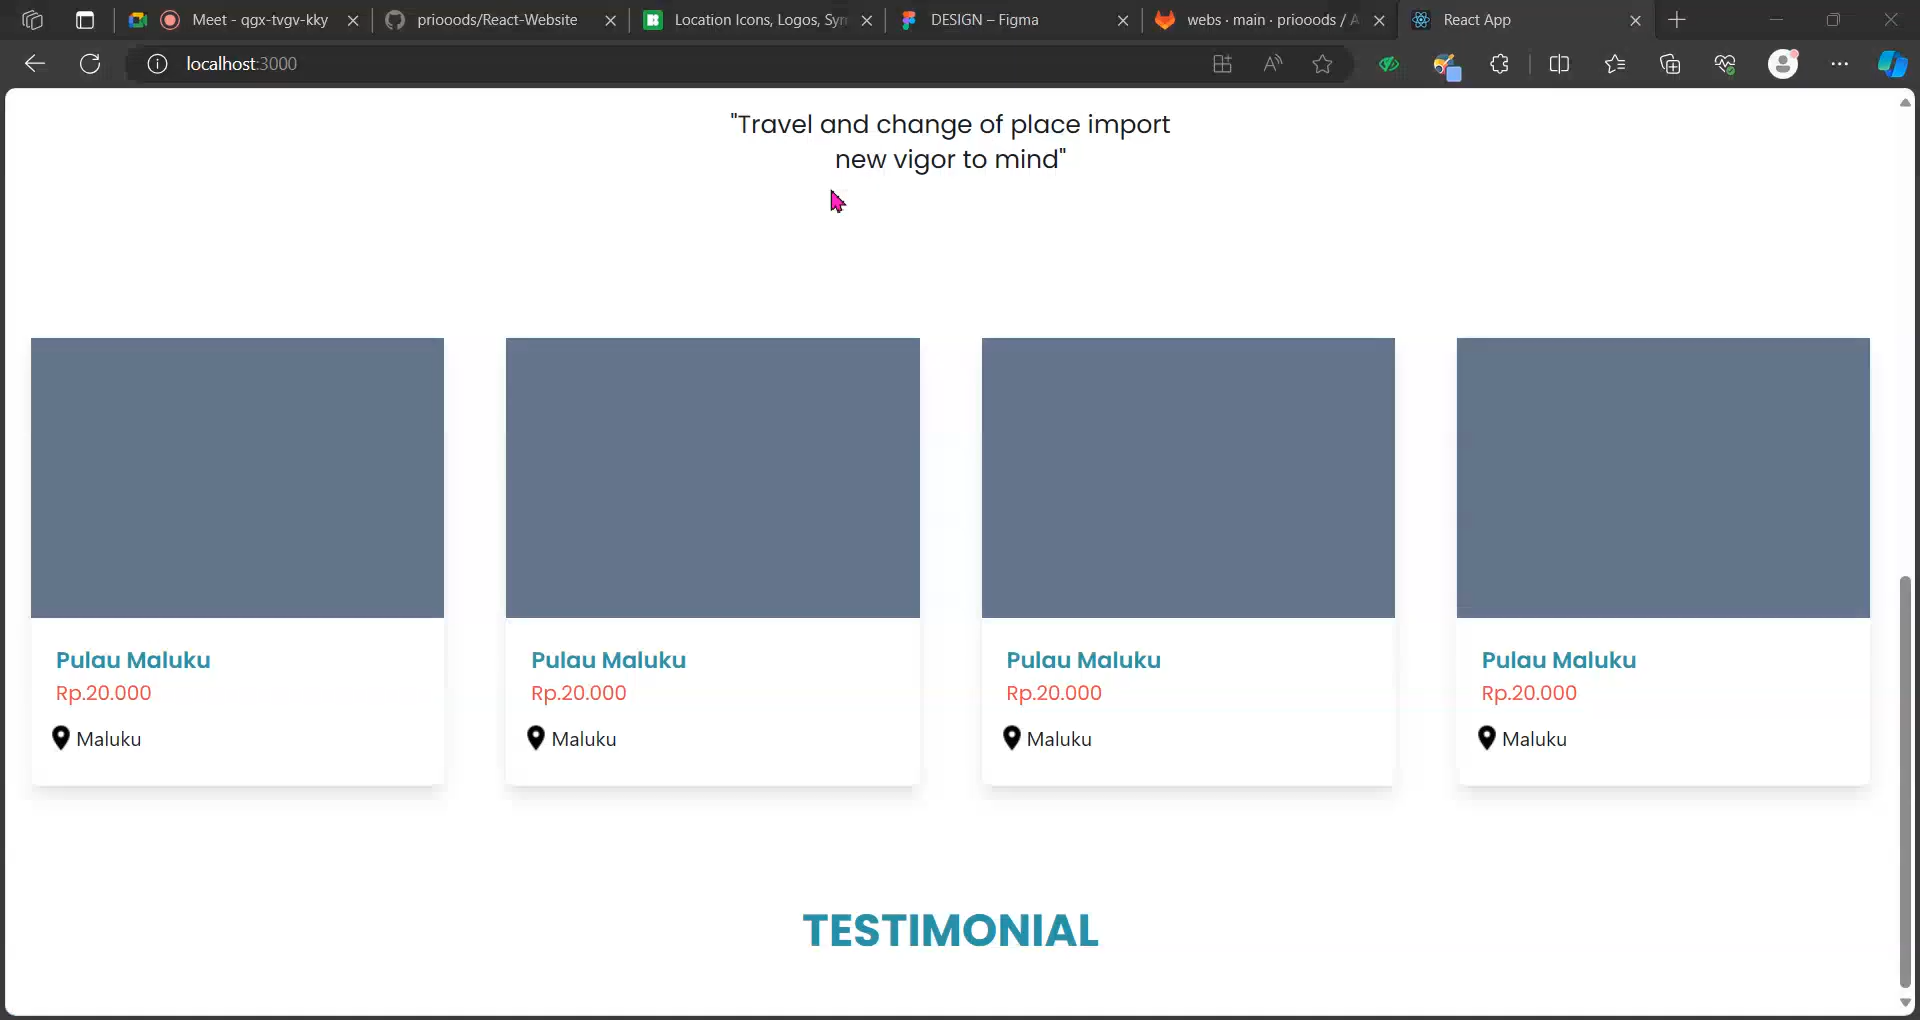 Meet - qgx-tvgv-kky
priooods/React-Website
Location Icons, Logos, Sym
DESIGN – Figma
webs · main · priooods / A
React App
localhost:3000
"Travel and change of place import
new vigor to mind"
Pulau Maluku
Rp.20.000
Maluku
Pulau Maluku
Rp.20.000
Maluku
Pulau Maluku
Rp.20.000
Maluku
Pulau Maluku
Rp.20.000
Maluku
TESTIMONIAL